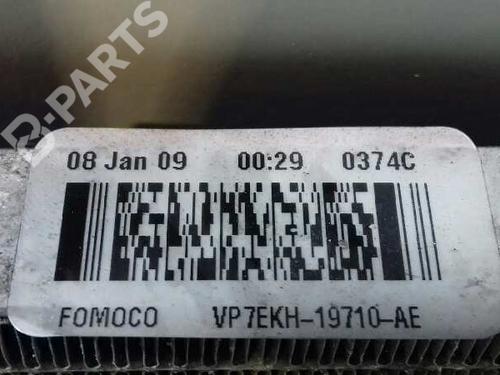 B-PARTS
08 Jan 09 00:29 0374C
FOMOCO VP7EKH-19710-AE